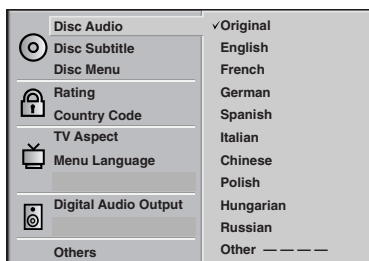 Disc Audio
Disc Subtitle
Disc Menu
Rating
Country Code
TV Aspect
Menu Language
Digital Audio Output
Others
✓Original
English
French
German
Spanish
Italian
Chinese
Polish
Hungarian
Russian
Other — — — —